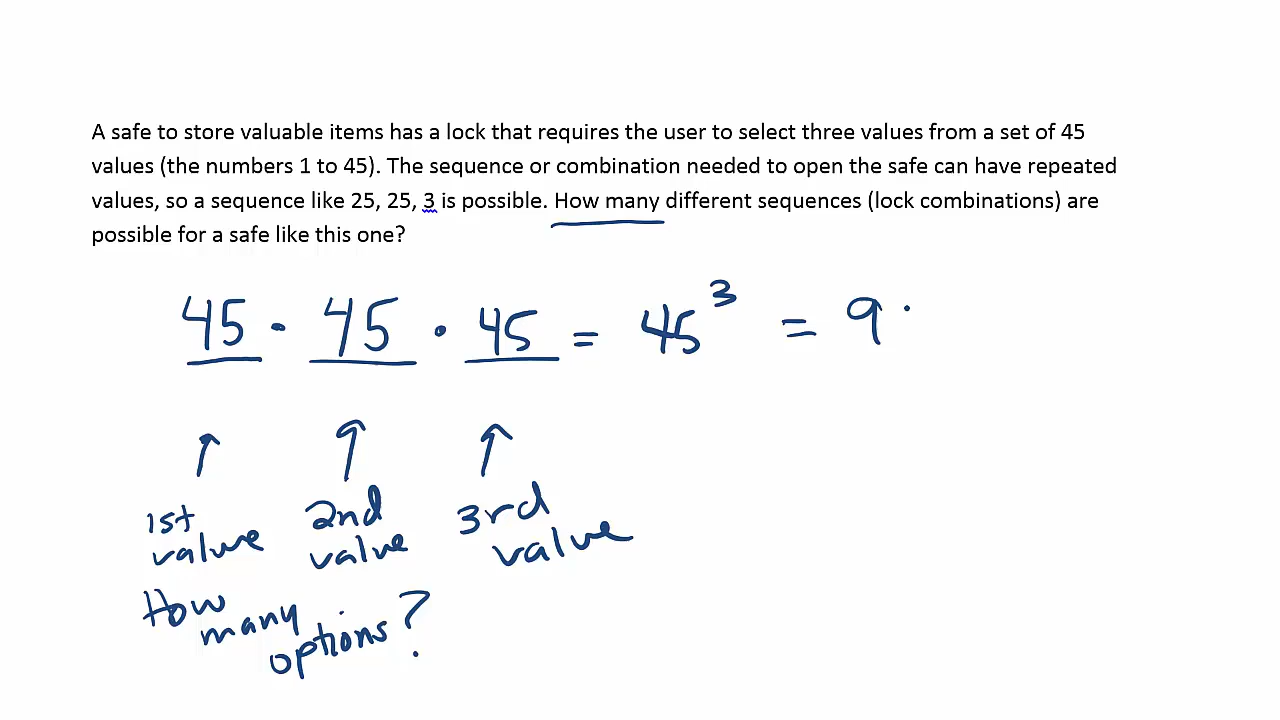 A safe to store valuable items has a lock that requires the user to select three values from a set of 45
values (the numbers 1 to 45). The sequence or combination needed to open the safe can have repeated
values, so a sequence like 25, 25, 3 is possible. How many different sequences (lock combinations) are
possible for a safe like this one?
45 · 45 · 45 = 45³ = 9
1st value
2nd value
3rd value
How many options?